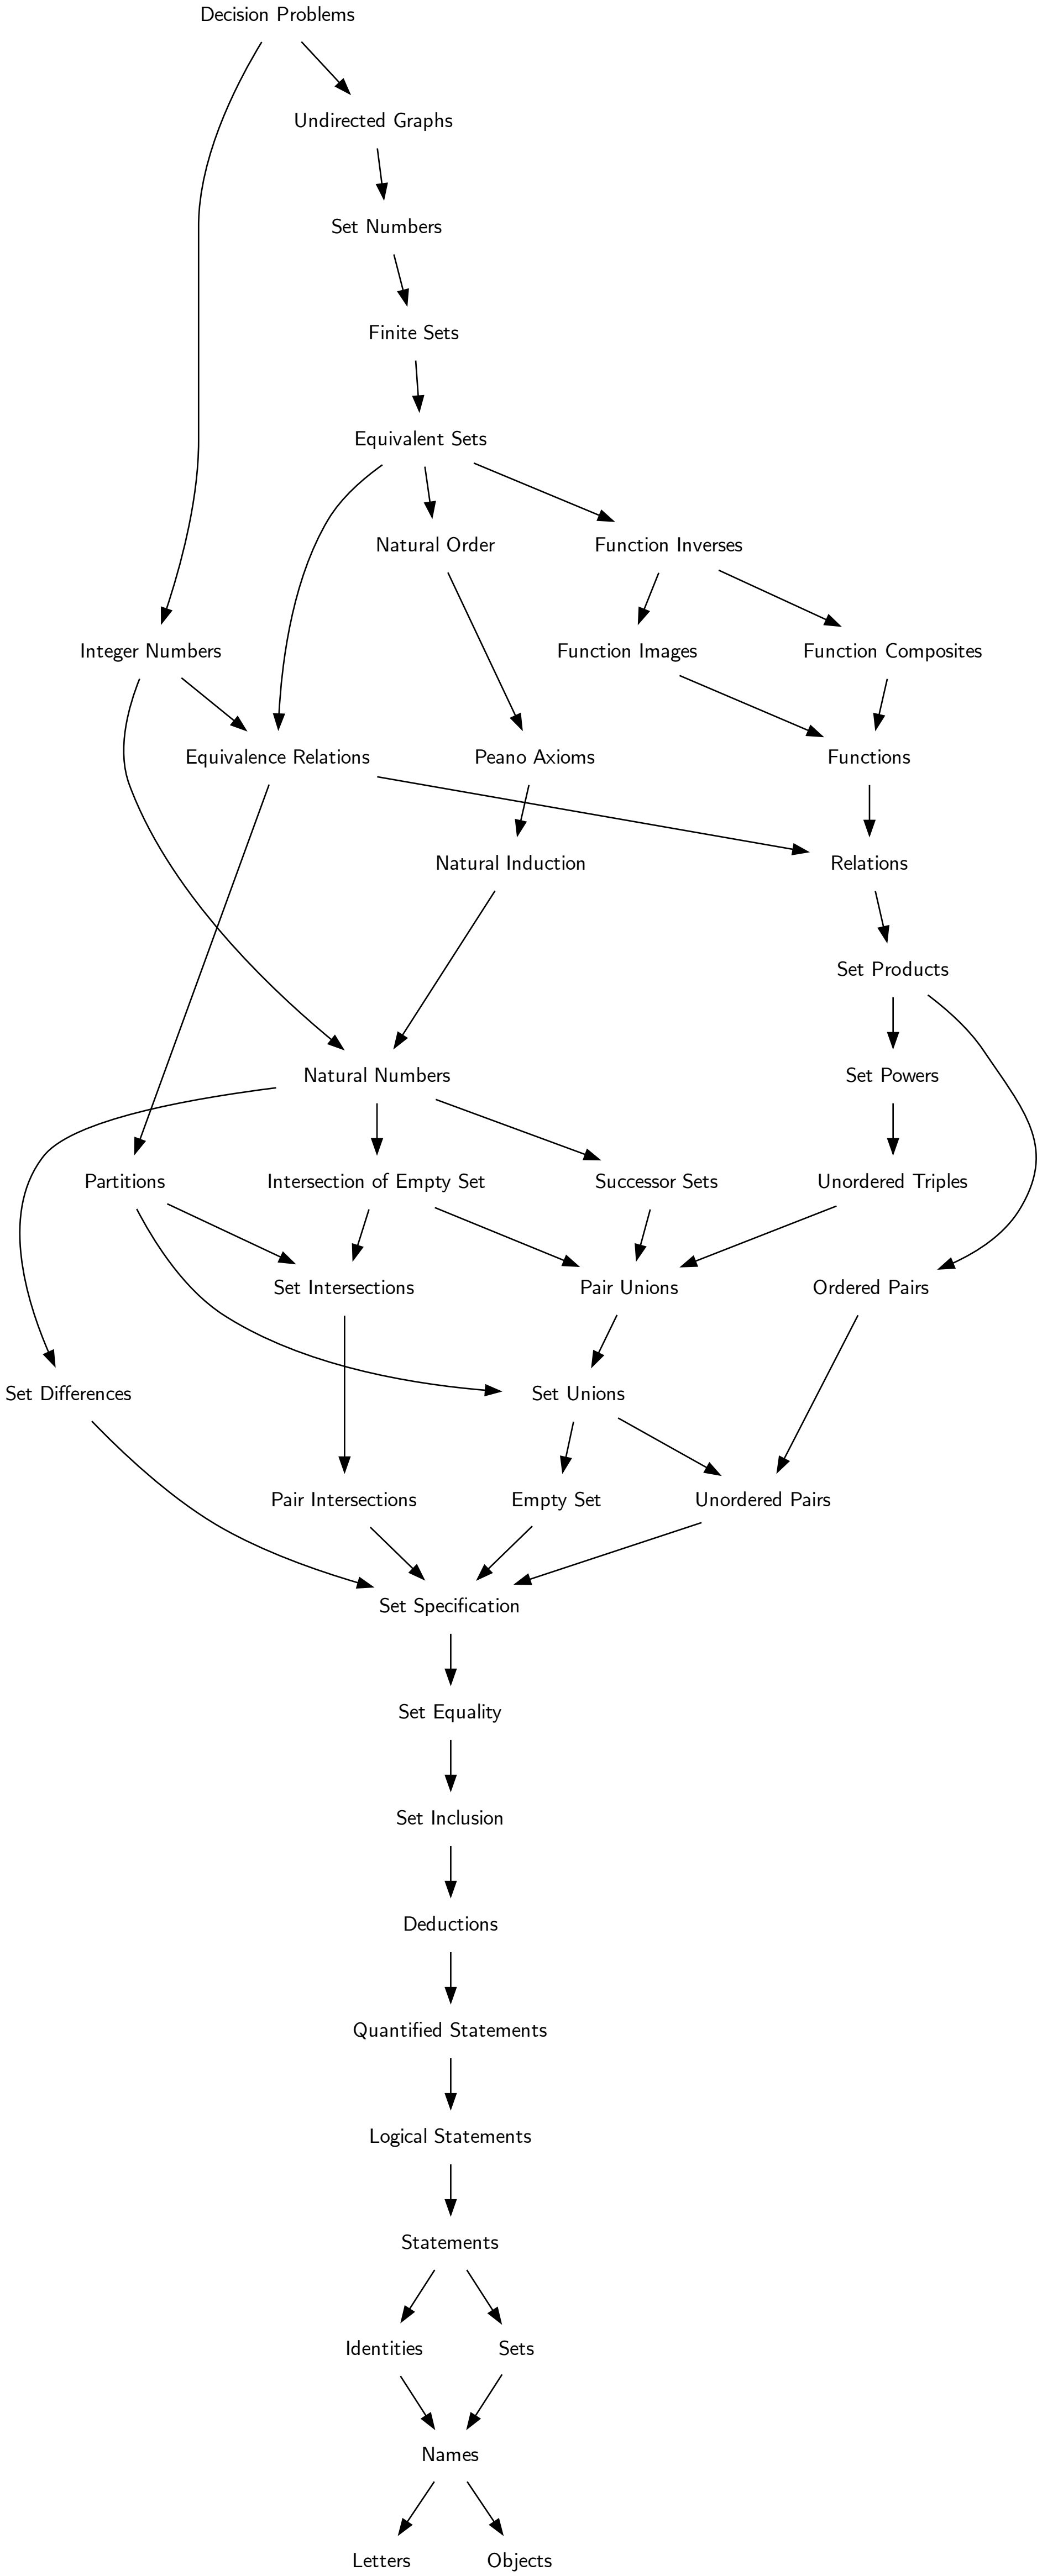 Decision Problems
Undirected Graphs
Set Numbers
Finite Sets
Equivalent Sets
Natural Order
Function Inverses
Integer Numbers
Function Images
Function Composites
Equivalence Relations
Peano Axioms
Functions
Natural Induction
Relations
Set Products
Natural Numbers
Set Powers
Partitions
Intersection of Empty Set
Successor Sets
Unordered Triples
Set Intersections
Pair Unions
Ordered Pairs
Set Differences
Set Unions
Pair Intersections
Empty Set
Unordered Pairs
Set Specification
Set Equality
Set Inclusion
Deductions
Quantified Statements
Logical Statements
Statements
Identities
Sets
Names
Letters
Objects